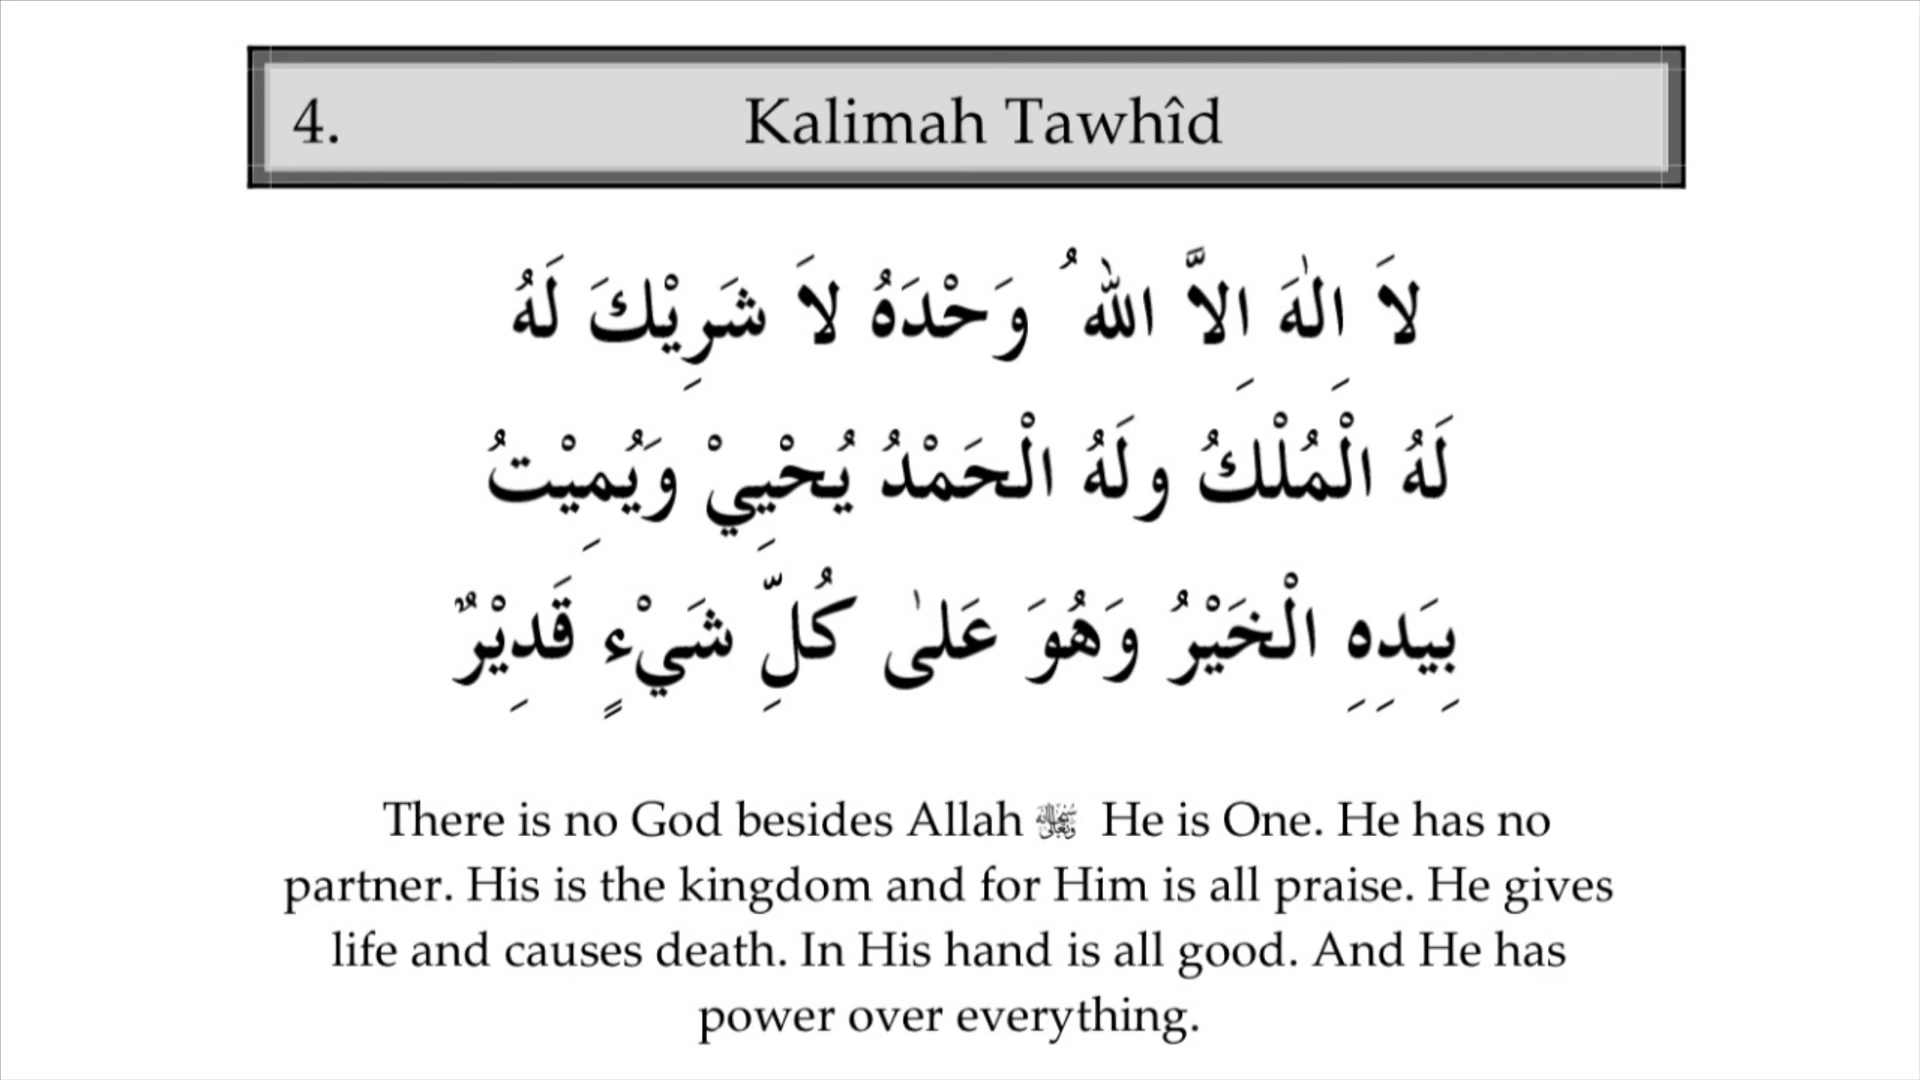 4. Kalimah Tawhîd
لاَ اِلٰهَ اِلاَّ اللهُ وَحْدَهُ لاَ شَرِيْكَ لَهُ
لَهُ الْمُلْكُ ولَهُ الْحَمْدُ يُحْيِيْ وَيُمِيْتُ
بِيَدِهِ الْخَيْرُ وَهُوَ عَلىٰ كُلِّ شَيْءٍ قَدِيْرٌ
There is no God besides Allah ﷾ He is One. He has no
partner. His is the kingdom and for Him is all praise. He gives
life and causes death. In His hand is all good. And He has
power over everything.